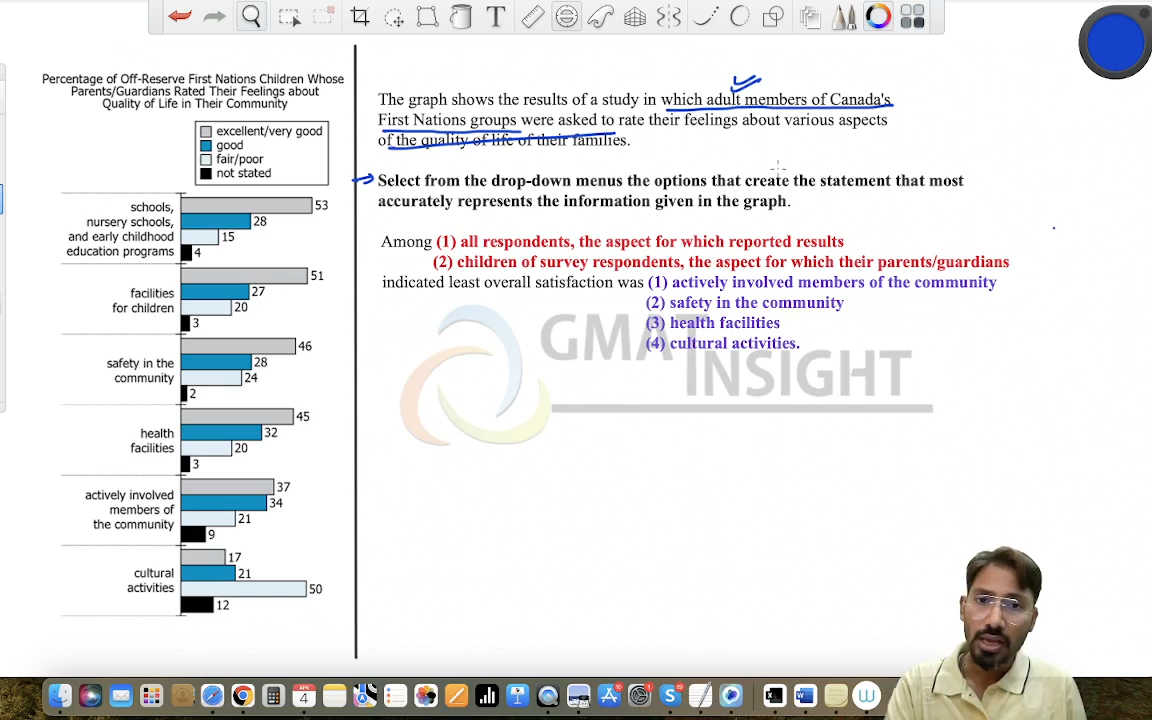 Percentage of Off-Reserve First Nations Children Whose
Parents/Guardians Rated Their Feelings about
Quality of Life in Their Community
excellent/very good
good
fair/poor
not stated
schools,
nursery schools,
and early childhood
education programs
53
28
15
4
facilities
for children
51
27
20
3
safety in the
community
46
28
24
2
health
facilities
45
32
20
3
actively involved
members of
the community
37
34
21
9
cultural
activities
17
21
50
12
The graph shows the results of a study in which adult members of Canada's
First Nations groups were asked to rate their feelings about various aspects
of the quality of life of their families.
Select from the drop-down menus the options that create the statement that most
accurately represents the information given in the graph.
Among (1) all respondents, the aspect for which reported results
(2) children of survey respondents, the aspect for which their parents/guardians
indicated least overall satisfaction was (1) actively involved members of the community
(2) safety in the community
(3) health facilities
(4) cultural activities.
GMAT
INSIGHT